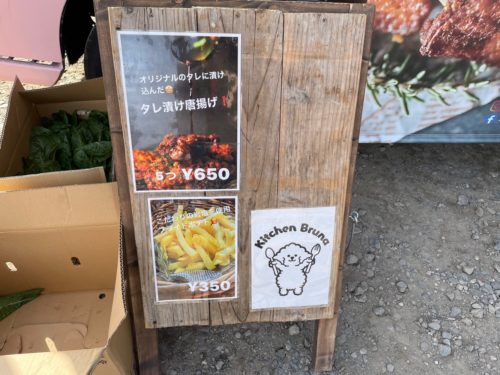 オリジナルのタレに漬け
込んだ
タレ漬け唐揚げ！
5つ ¥650
¥350
Kitchen Bruna
f